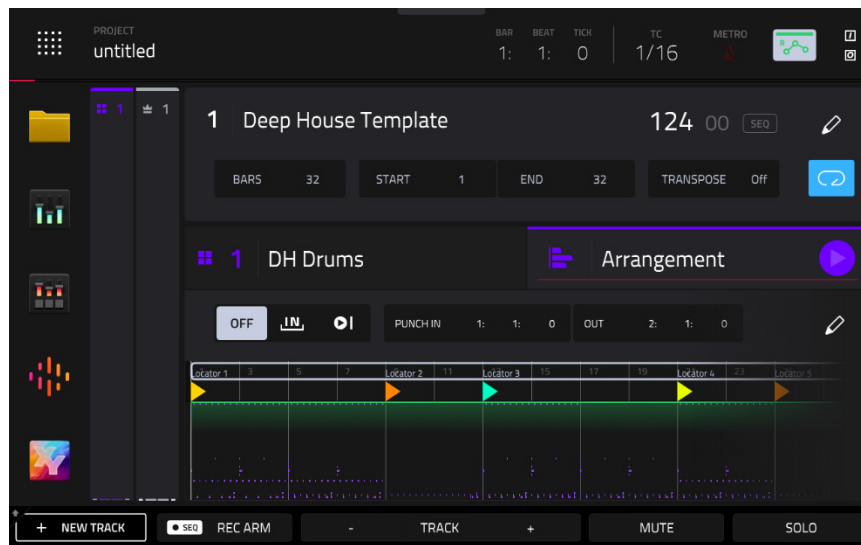 PROJECT
untitled
BAR BEAT TICK
1: 1: 0
TC
1/16
METRO
1 1
1 Deep House Template
124 00 SEQ
BARS 32 START 1 END 32 TRANSPOSE Off
1 DH Drums
Arrangement
OFF IN PUNCH IN 1: 1: 0 OUT 2: 1: 0
Locator 1 3 5 7 Locator 2 11 Locator 3 15 17 19 Locator 4 23 Locator 5
+ NEW TRACK SEQ REC ARM - TRACK + MUTE SOLO